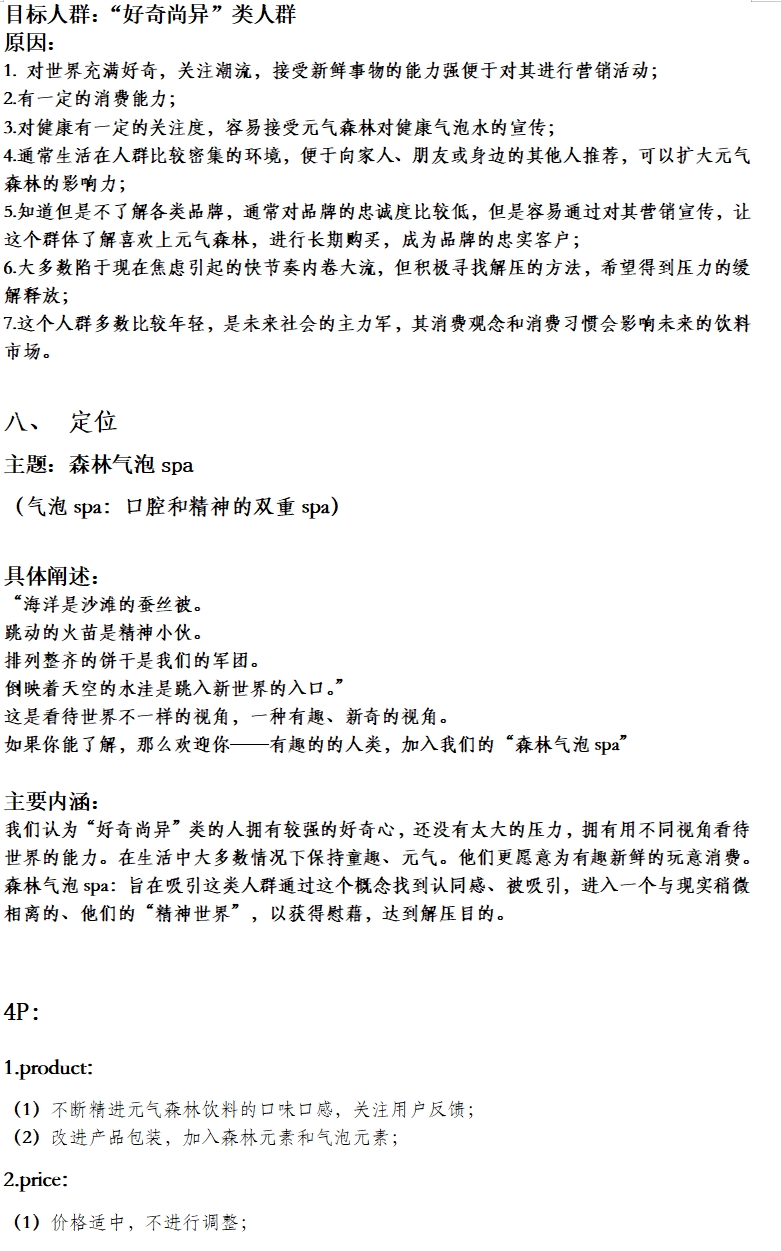 目标人群：“好奇尚异”类人群
原因：
1. 对世界充满好奇，关注潮流，接受新鲜事物的能力强便于对其进行营销活动；
2.有一定的消费能力；
3.对健康有一定的关注度，容易接受元气森林对健康气泡水的宣传；
4.通常生活在人群比较密集的环境，便于向家人、朋友或身边的其他人推荐，可以扩大元气
森林的影响力；
5.知道但是不了解各类品牌，通常对品牌的忠诚度比较低，但是容易通过对其营销宣传，让
这个群体了解喜欢上元气森林，进行长期购买，成为品牌的忠实客户；
6.大多数陷于现在焦虑引起的快节奏内卷大流，但积极寻找解压的方法，希望得到压力的缓
解释放；
7.这个人群多数比较年轻，是未来社会的主力军，其消费观念和消费习惯会影响未来的饮料
市场。
八、 定位
主题：森林气泡 spa
（气泡 spa：口腔和精神的双重 spa）
具体阐述：
“海洋是沙滩的蚕丝被。
跳动的火苗是精神小伙。
排列整齐的饼干是我们的军团。
倒映着天空的水洼是跳入新世界的入口。”
这是看待世界不一样的视角，一种有趣、新奇的视角。
如果你能了解，那么欢迎你——有趣的的人类，加入我们的“森林气泡 spa”
主要内涵：
我们认为“好奇尚异”类的人拥有较强的好奇心，还没有太大的压力，拥有用不同视角看待
世界的能力。在生活中大多数情况下保持童趣、元气。他们更愿意为有趣新鲜的玩意消费。
森林气泡 spa：旨在吸引这类人群通过这个概念找到认同感、被吸引，进入一个与现实稍微
相离的、他们的“精神世界”，以获得慰藉，达到解压目的。
4P：
1.product：
（1）不断精进元气森林饮料的口味口感，关注用户反馈；
（2）改进产品包装，加入森林元素和气泡元素；
2.price：
（1）价格适中，不进行调整；